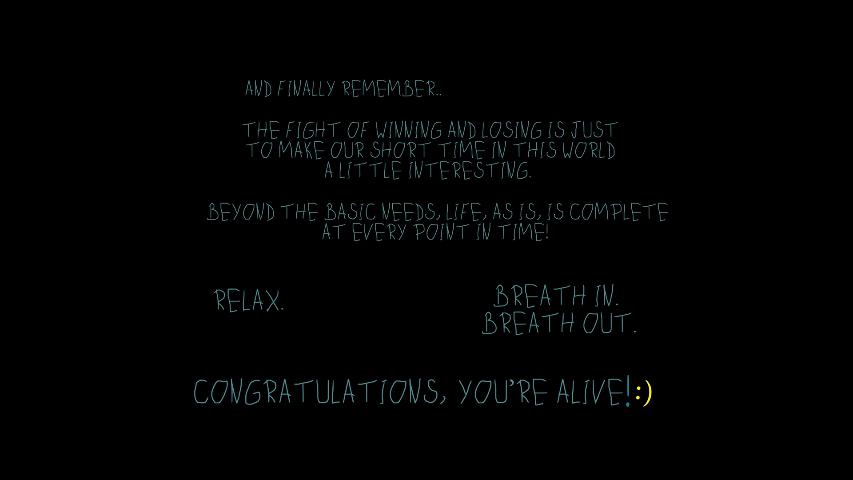 AND FINALLY REMEMBER..
THE FIGHT OF WINNING AND LOSING IS JUST
TO MAKE OUR SHORT TIME IN THIS WORLD
A LITTLE INTERESTING.
BEYOND THE BASIC NEEDS, LIFE, AS IS, IS COMPLETE
AT EVERY POINT IN TIME!
RELAX.
BREATH IN.
BREATH OUT.
CONGRATULATIONS, YOU'RE ALIVE!:)